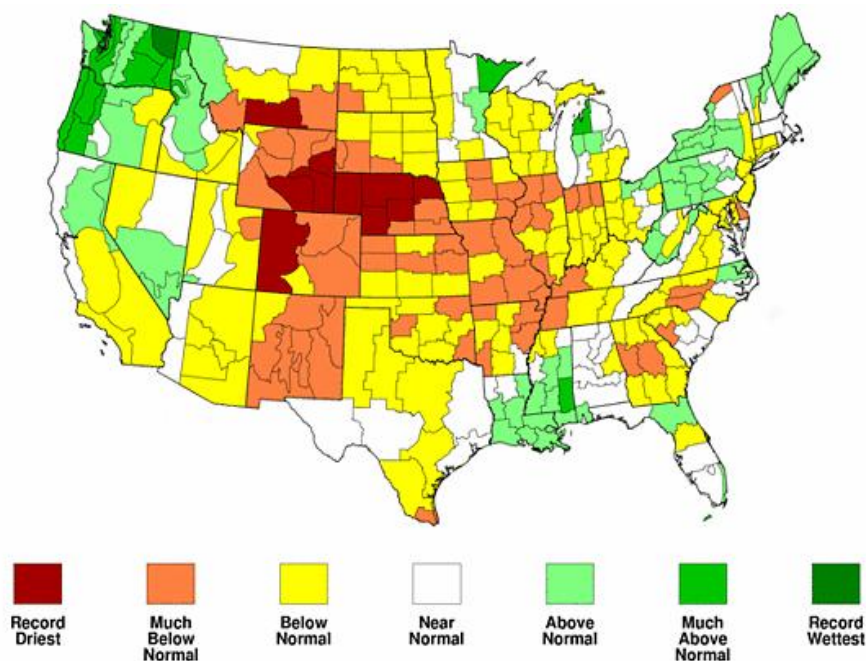 Record
Driest
Much
Below
Normal
Below
Normal
Near
Normal
Above
Normal
Much
Above
Normal
Record
Wettest